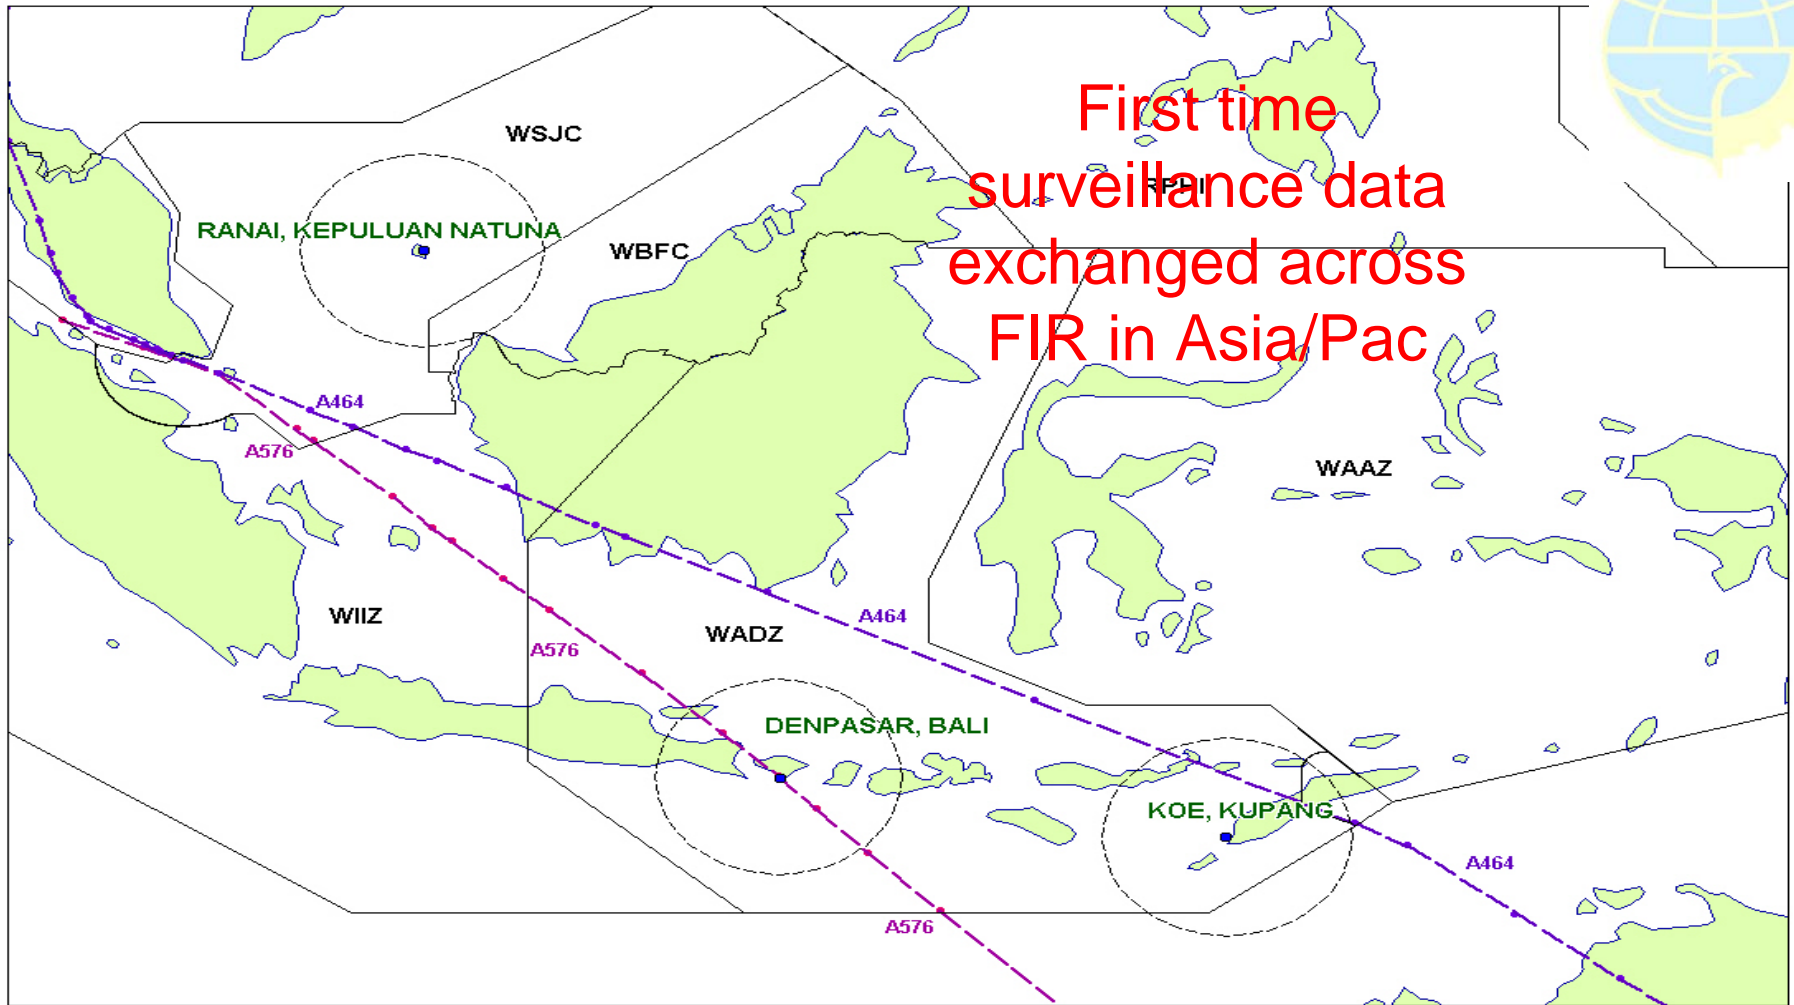 First time
WSJC
surveillance data
RPHI
RANAI, KEPULUAN NATUNA
WBFC
exchanged across
FIR in Asia/Pac
A464
A576
WAAZ
WIIZ
A464
WADZ
A576
DENPASAR, BALI
KOE, KUPANG
A464
A576